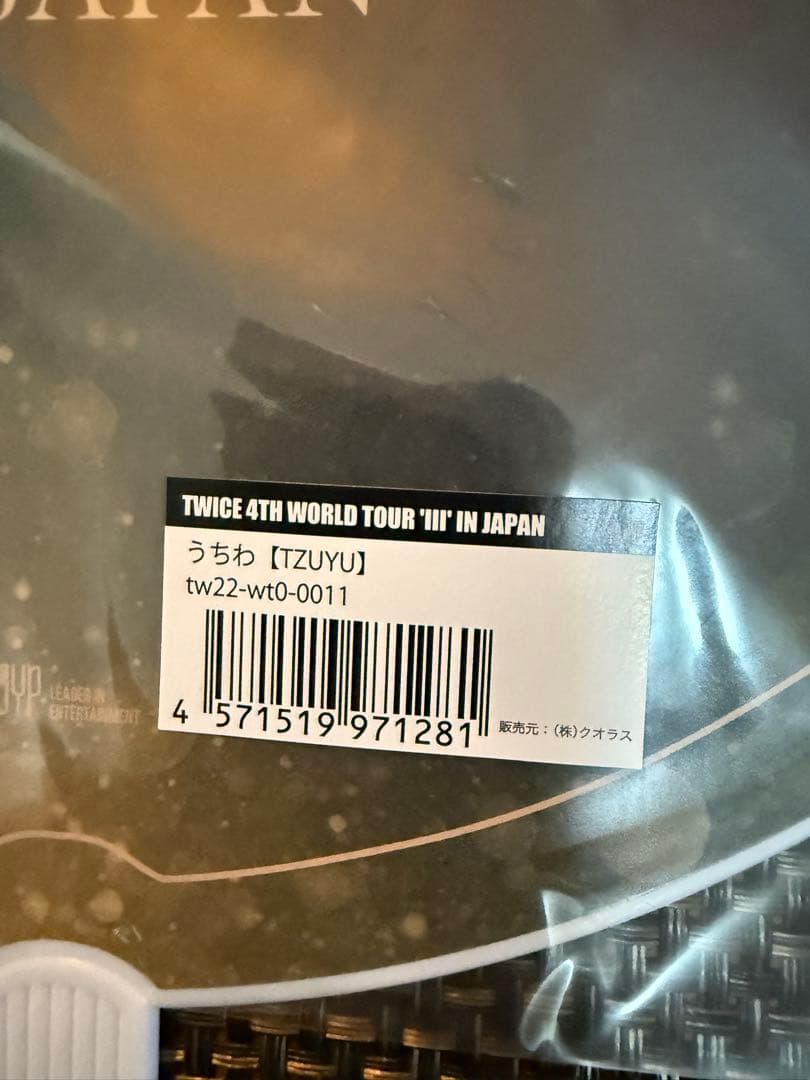 JAPAN
TWICE 4TH WORLD TOUR 'III' IN JAPAN
うちわ【TZUYU】
tw22-wt0-0011
JYP LEADER IN
ENTERTAINMENT
4 571519 971281
販売元：(株)クオラス